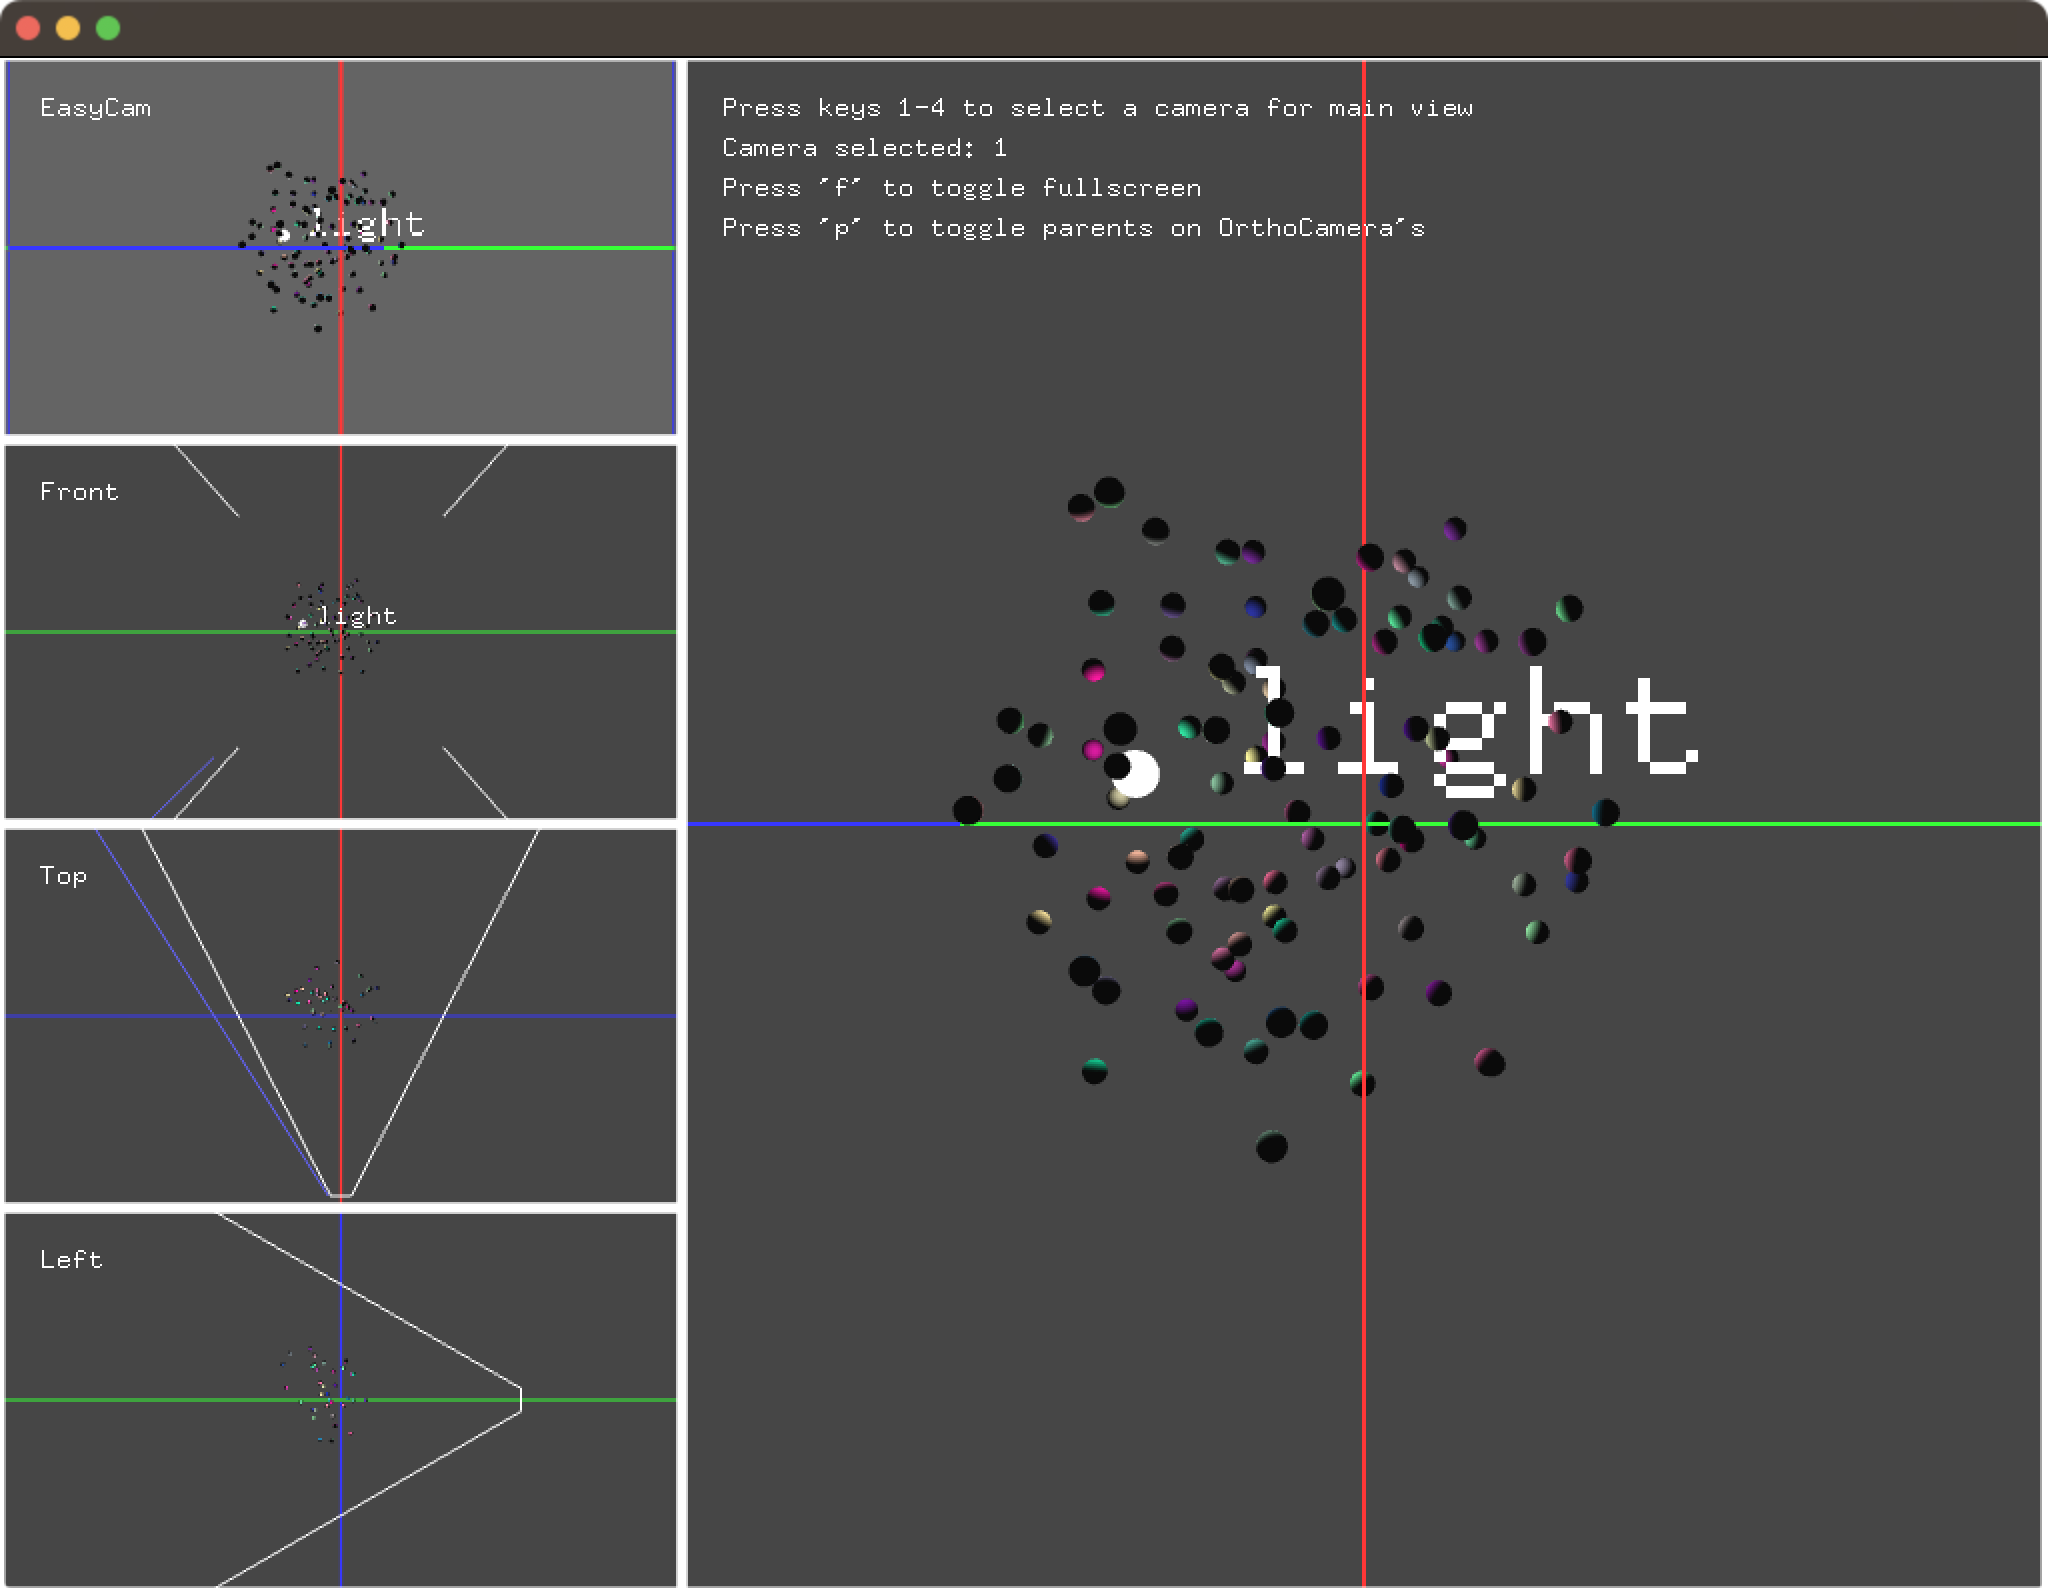 EasyCam
light
Front
light
Top
Left
Press keys 1-4 to select a camera for main view
Camera selected: 1
Press 'f' to toggle fullscreen
Press 'p' to toggle parents on OrthoCamera's
light